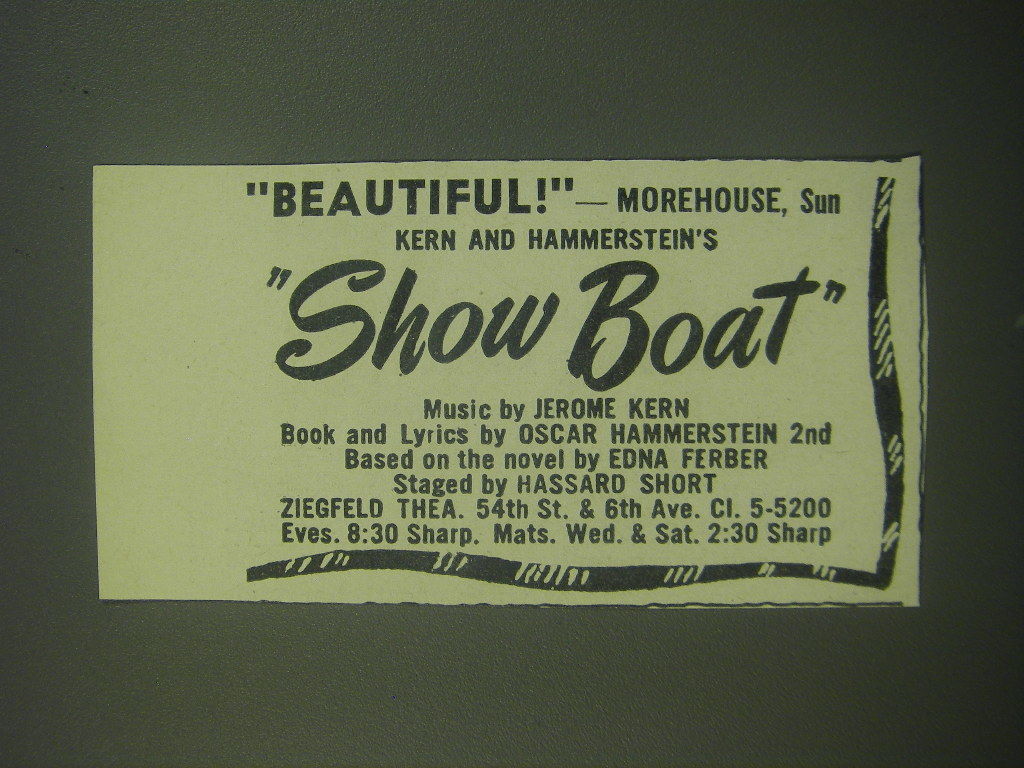 "BEAUTIFUL!"— MOREHOUSE, Sun
KERN AND HAMMERSTEIN'S
"Show Boat"
Music by JEROME KERN
Book and Lyrics by OSCAR HAMMERSTEIN 2nd
Based on the novel by EDNA FERBER
Staged by HASSARD SHORT
ZIEGFELD THEA. 54th St. & 6th Ave. CI. 5-5200
Eves. 8:30 Sharp. Mats. Wed. & Sat. 2:30 Sharp